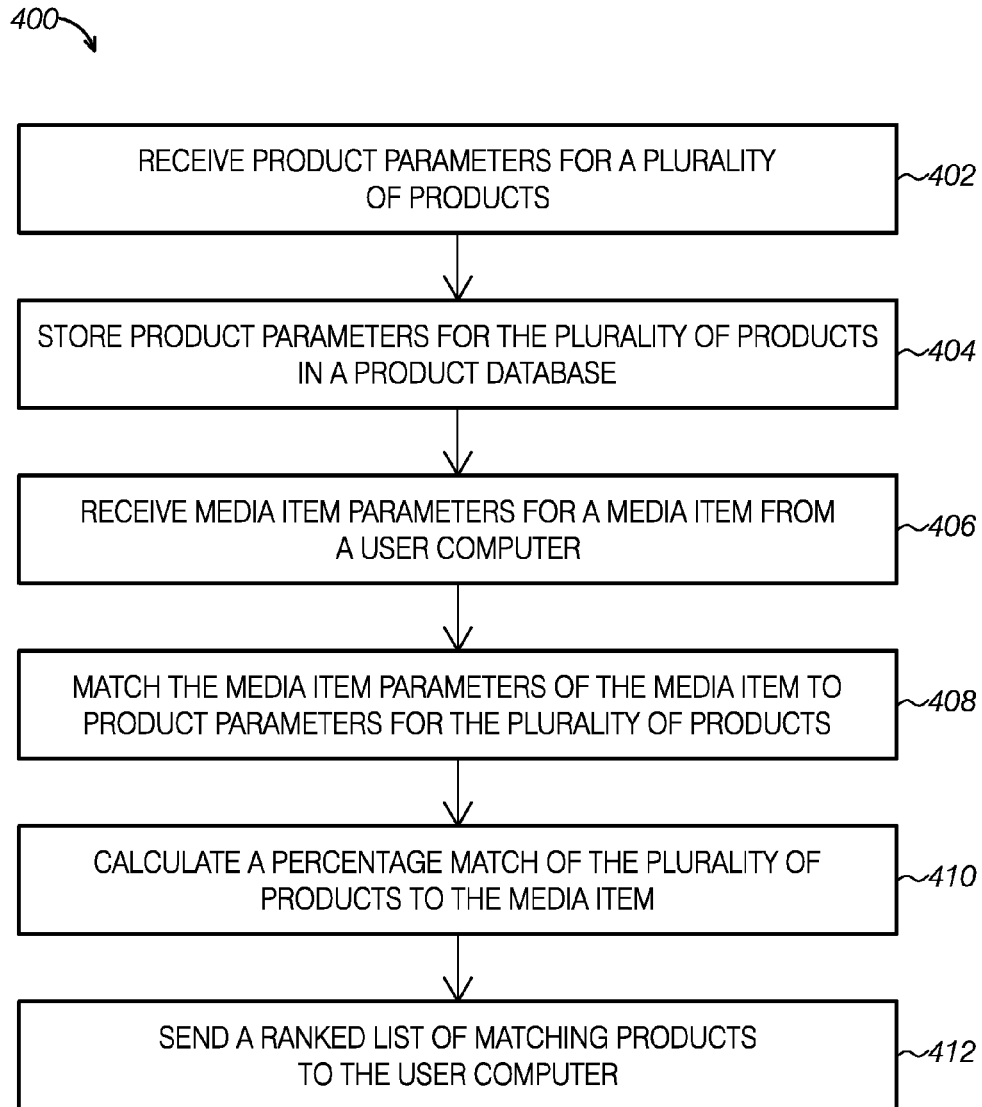 400
RECEIVE PRODUCT PARAMETERS FOR A PLURALITY
OF PRODUCTS
402
STORE PRODUCT PARAMETERS FOR THE PLURALITY OF PRODUCTS
IN A PRODUCT DATABASE
404
RECEIVE MEDIA ITEM PARAMETERS FOR A MEDIA ITEM FROM
A USER COMPUTER
406
MATCH THE MEDIA ITEM PARAMETERS OF THE MEDIA ITEM TO
PRODUCT PARAMETERS FOR THE PLURALITY OF PRODUCTS
408
CALCULATE A PERCENTAGE MATCH OF THE PLURALITY OF
PRODUCTS TO THE MEDIA ITEM
410
SEND A RANKED LIST OF MATCHING PRODUCTS
TO THE USER COMPUTER
412